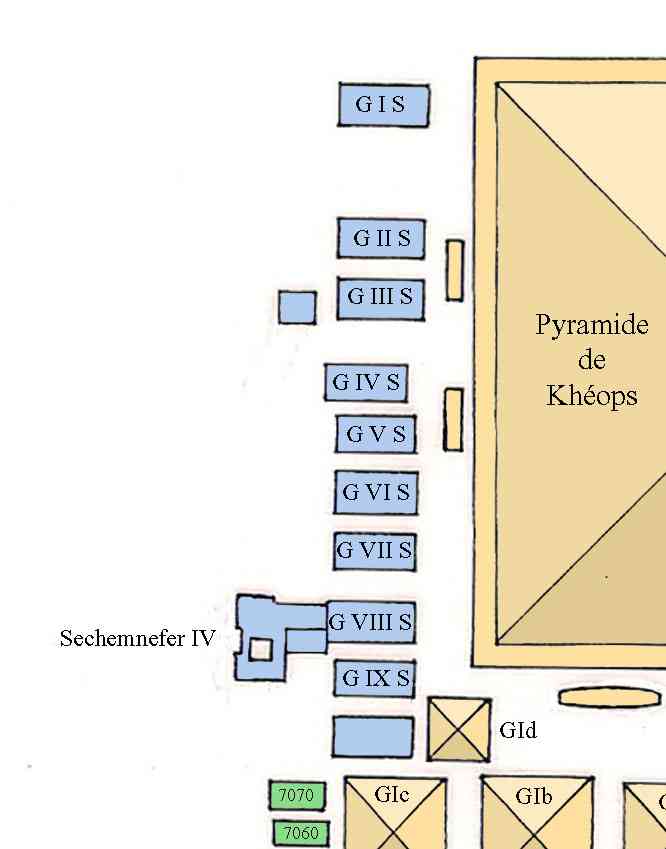 G I S
G II S
G III S
Pyramide
de
Khéops
G IV S
G V S
G VI S
G VII S
G VIII S
Sechemnefer IV
G IX S
GId
7070
GIc
GIb
7060